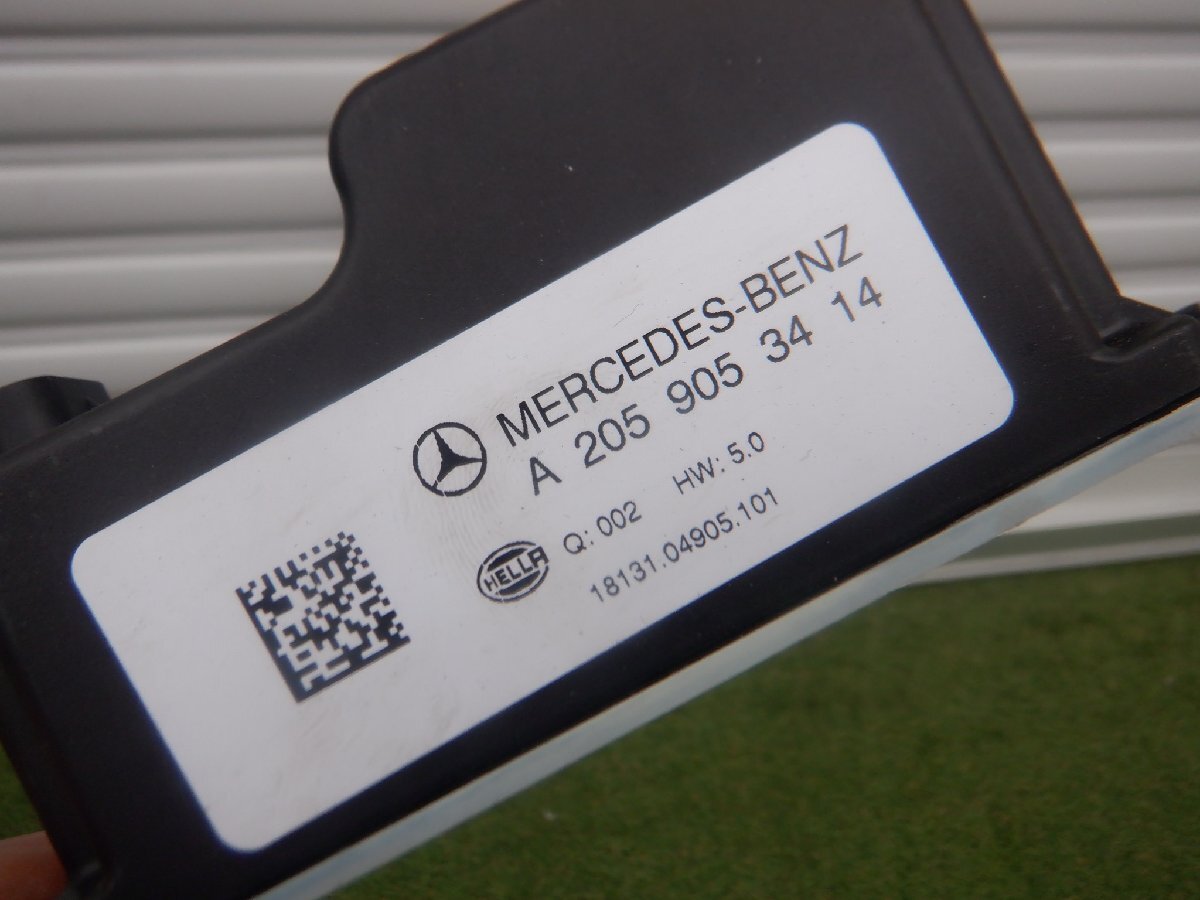 MERCEDES-BENZ
A 205 905 34 14
HELLA
Q: 002 HW: 5.0
18131.04905.101